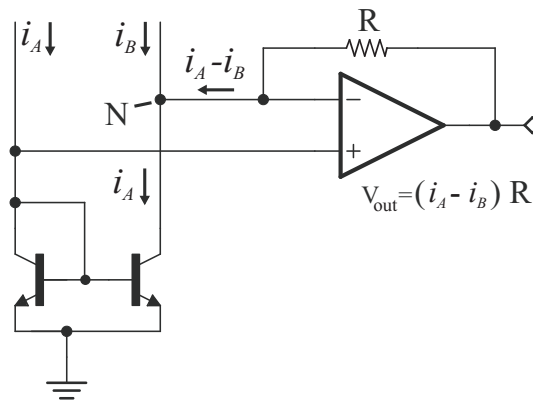 i_A
i_B
R
i_A-i_B
N
−
+
i_A
V_out=(i_A - i_B) R